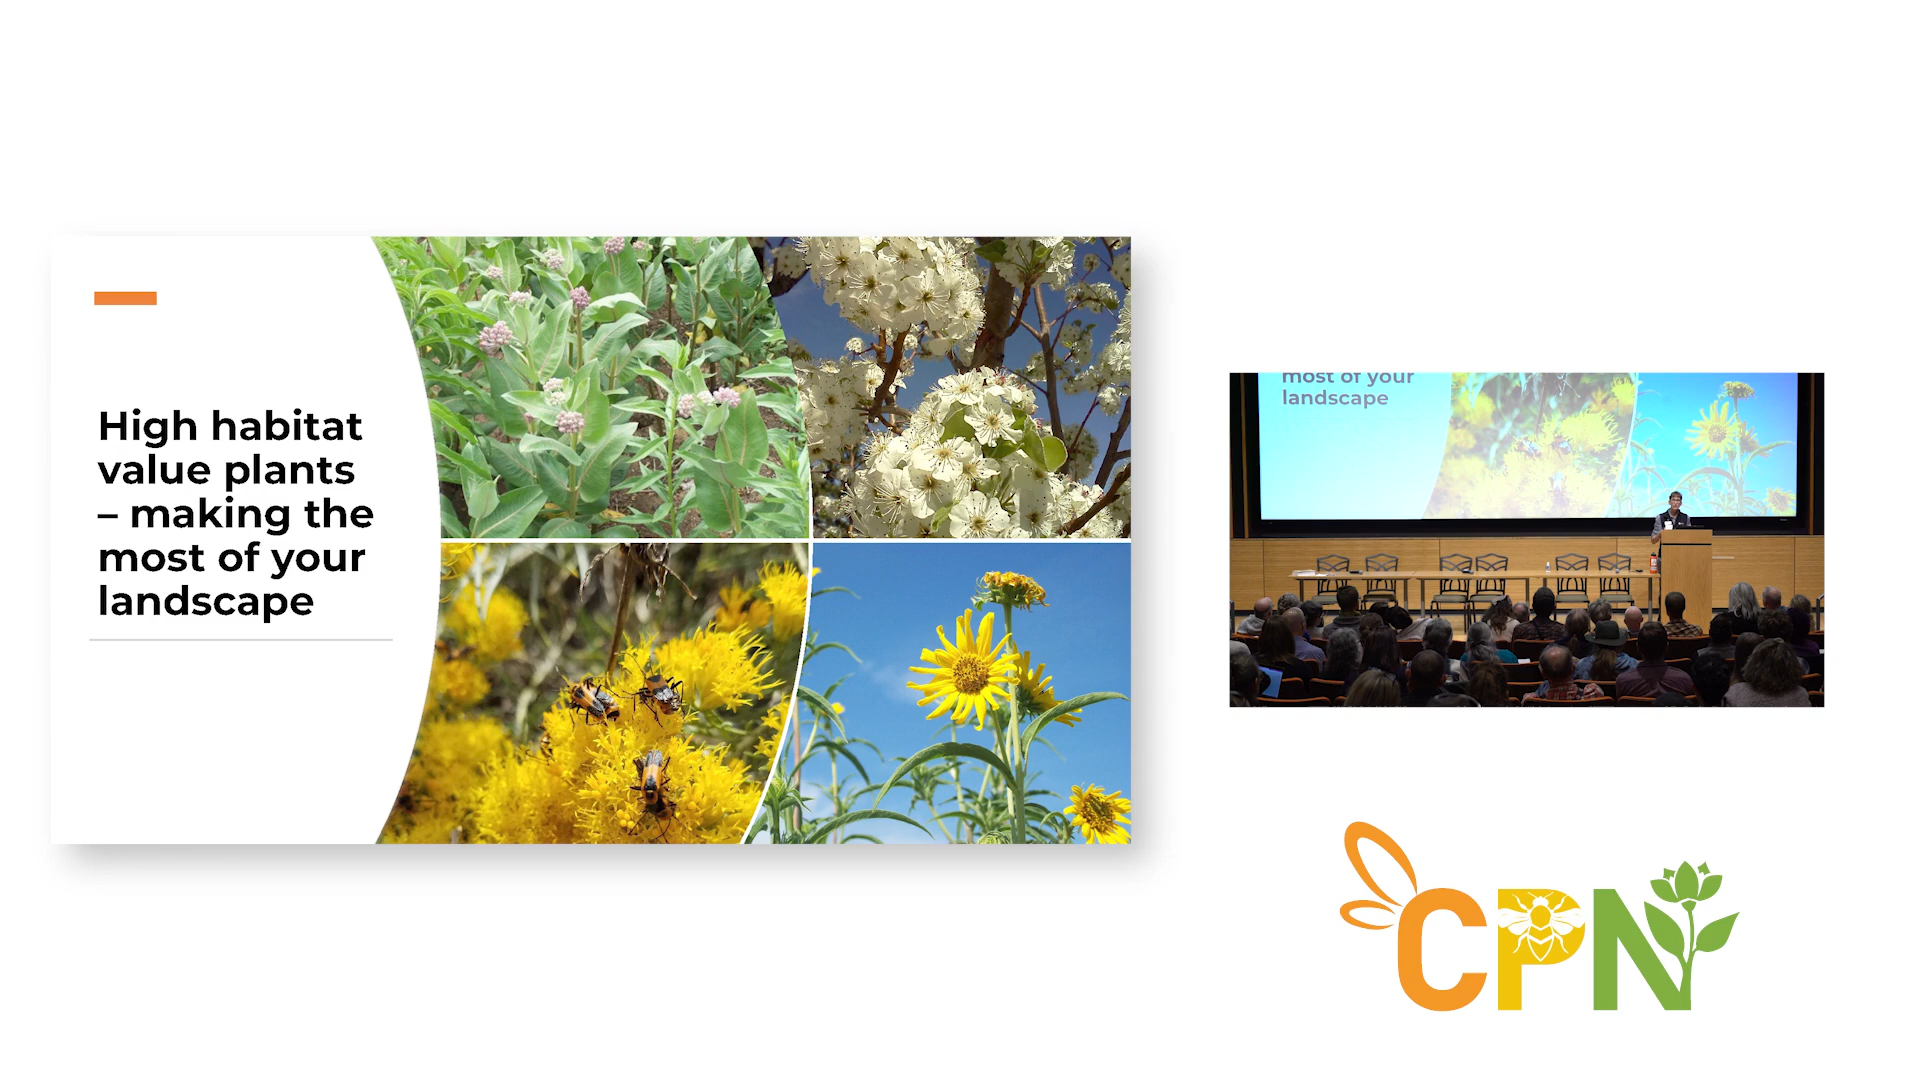 High habitat
value plants
– making the
most of your
landscape
most of your
landscape
CPN